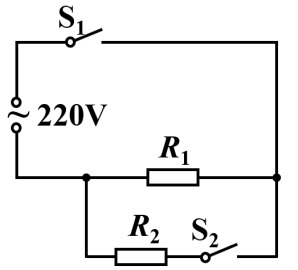 S₁
~ 220V
R₁
R₂ S₂